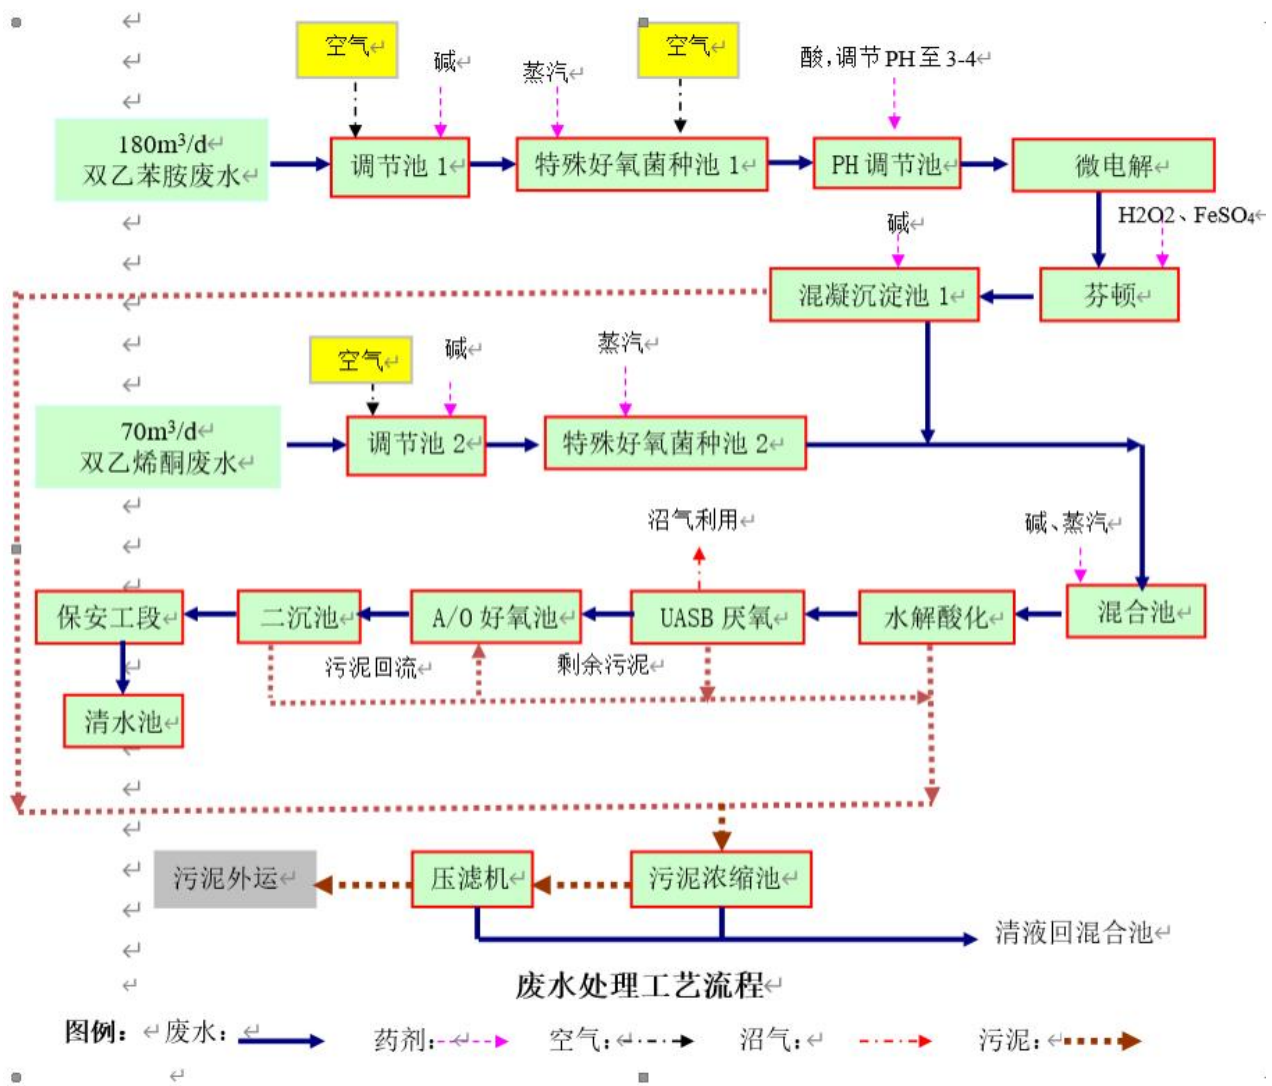 空气
空气
碱
蒸汽
酸,调节PH至3-4
180m³/d
双乙苯胺废水
调节池 1
特殊好氧菌种池 1
PH 调节池
微电解
碱
H2O2、FeSO₄
混凝沉淀池 1
芬顿
空气
碱
蒸汽
70m³/d
双乙烯酮废水
调节池 2
特殊好氧菌种池 2
沼气利用
碱、蒸汽
保安工段
二沉池
A/O 好氧池
UASB 厌氧
水解酸化
混合池
污泥回流
剩余污泥
清水池
污泥外运
压滤机
污泥浓缩池
清液回混合池
废水处理工艺流程
图例： 废水： 药剂： 空气： 沼气： 污泥：